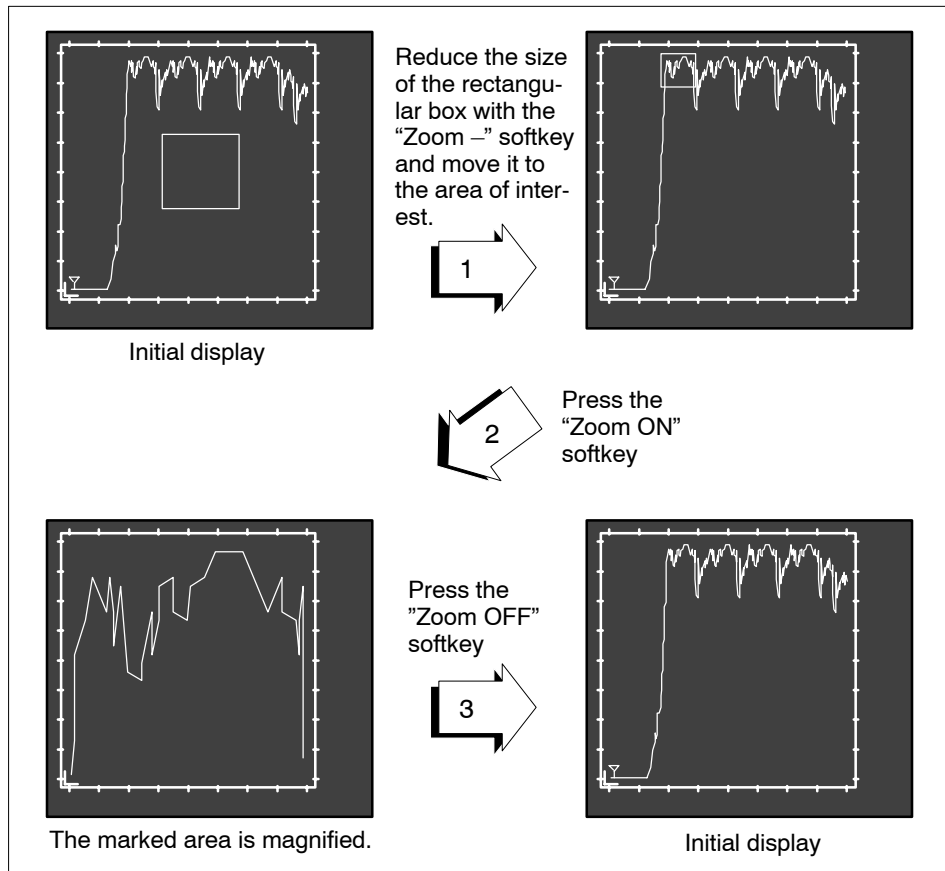 Reduce the size
of the rectangu-
lar box with the
“Zoom –” softkey
and move it to
the area of inter-
est.
1
Initial display
2
Press the
“Zoom ON”
softkey
Press the
”Zoom OFF”
softkey
3
The marked area is magnified.
Initial display